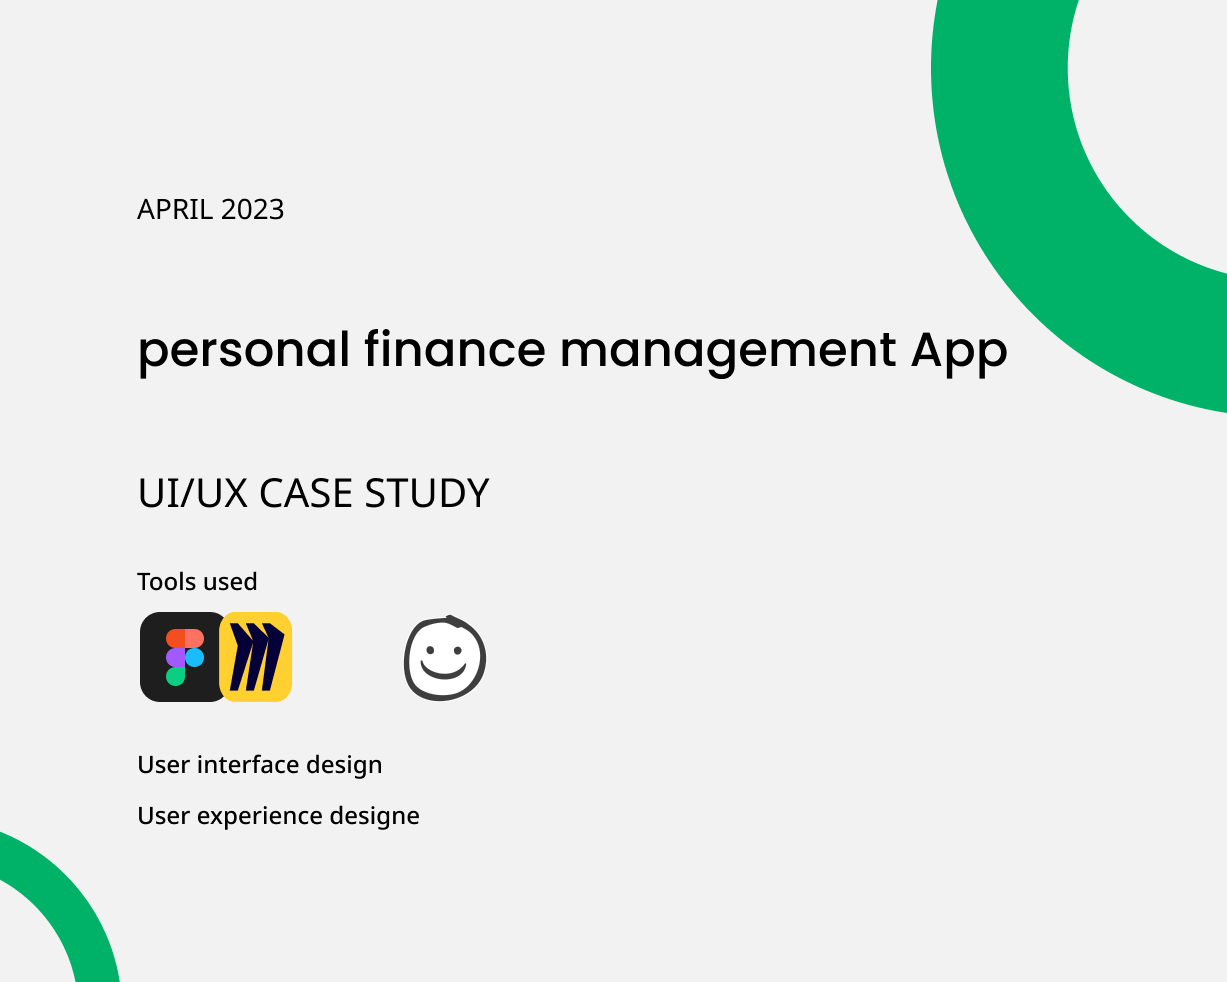 APRIL 2023
personal finance management App
UI/UX CASE STUDY
Tools used
User interface design
User experience designe